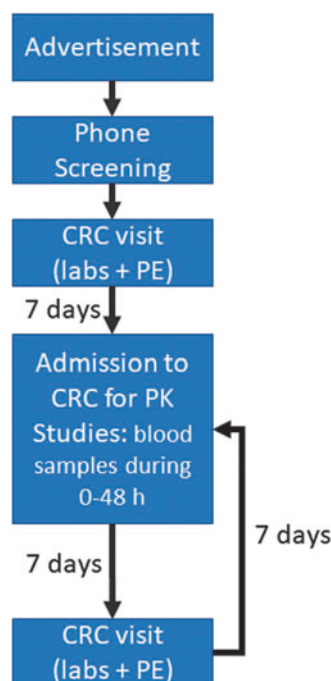 Advertisement
Phone
Screening
CRC visit
(labs + PE)
7 days
Admission to
CRC for PK
Studies: blood
samples during
0-48 h
7 days
7 days
CRC visit
(labs + PE)